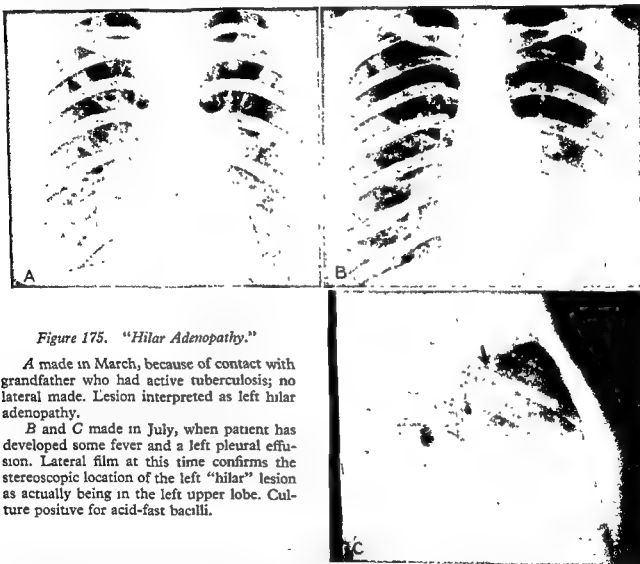 A
B
Figure 175. "Hilar Adenopathy."
A made in March, because of contact with
grandfather who had active tuberculosis; no
lateral made. Lesion interpreted as left hilar
adenopathy.
B and C made in July, when patient has
developed some fever and a left pleural effu-
sion. Lateral film at this time confirms the
stereoscopic location of the left "hilar" lesion
as actually being in the left upper lobe. Cul-
ture positive for acid-fast bacilli.
C